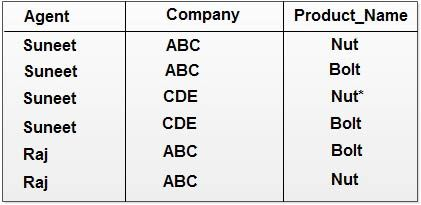 Agent Company Product_Name
Suneet ABC Nut
Suneet ABC Bolt
Suneet CDE Nut*
Suneet CDE Bolt
Raj ABC Bolt
Raj ABC Nut